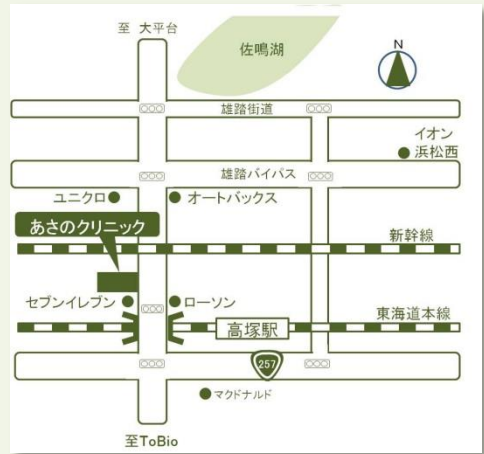 至 大平台
佐鳴湖
N
雄踏街道
イオン
浜松西
雄踏バイパス
ユニクロ
オートバックス
あさのクリニック
新幹線
セブンイレブン
ローソン
東海道本線
高塚駅
257
マクドナルド
至ToBio